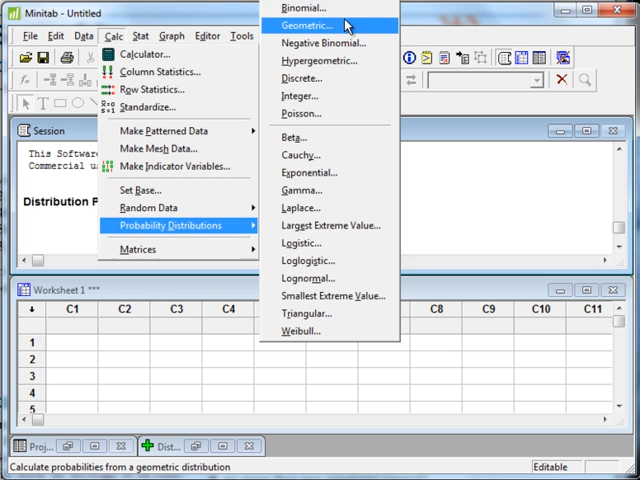 Minitab - Untitled
File Edit Data Calc Stat Graph Editor Tools
Session
This Softwa
Commercial u
Distribution P
Calculator...
Column Statistics...
Row Statistics...
Standardize...
Make Patterned Data
Make Mesh Data...
Make Indicator Variables...
Set Base...
Random Data
Probability Distributions
Matrices
Binomial...
Geometric...
Negative Binomial...
Hypergeometric...
Discrete...
Integer...
Poisson...
Beta...
Cauchy...
Exponential...
Gamma...
Laplace...
Largest Extreme Value...
Logistic...
Loglogistic...
Lognormal...
Smallest Extreme Value...
Triangular...
Weibull...
Worksheet 1 ***
C1 C2 C3 C4 C8 C9 C10 C11
1
2
3
4
5
Proj... Dist...
Calculate probabilities from a geometric distribution Editable